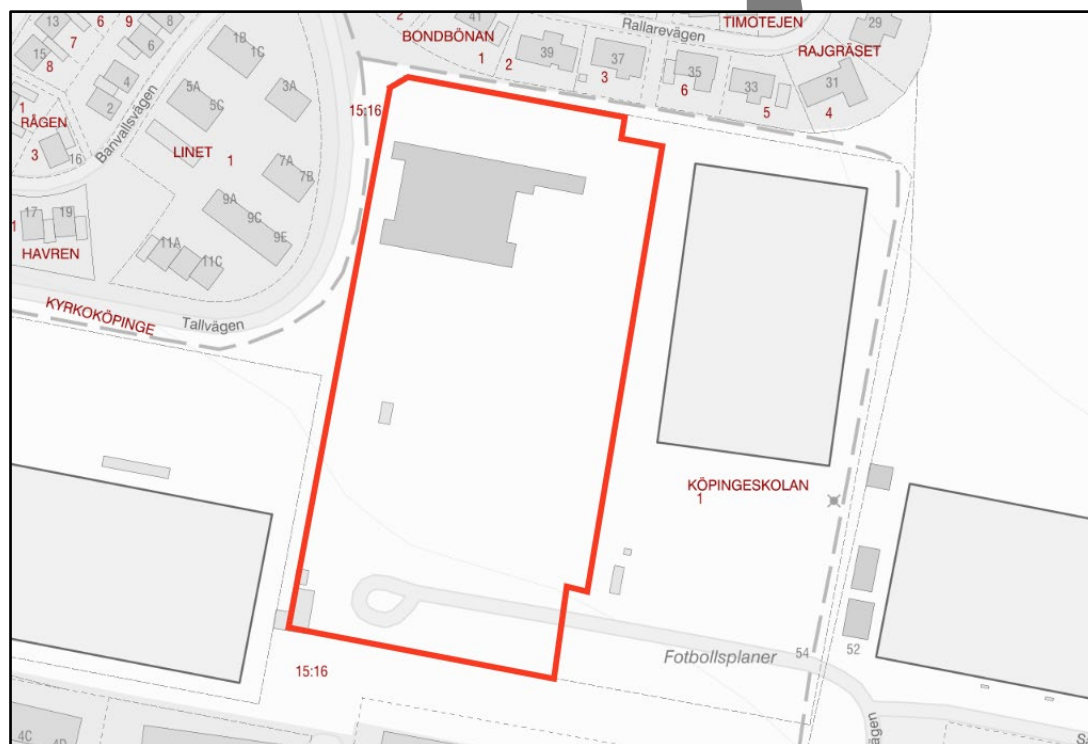 TIMOTEJEN
Rallarevägen
RAJGRÄSET
BONDBÖNAN
2
41
1
2
39
37
3
35
6
33
5
31
4
29
6
9
8
13
7
15
8
6
4
2
1B
1C
5A
5C
3A
15:16
1
RÅGEN
3
16
Banvallsvägen
LINET
1
7A
7B
9A
9C
9E
17
19
1
11A
11C
HAVREN
KYRKOKÖPINGE
Tallvägen
KÖPINGESKOLAN
1
Fotbollsplaner
54
52
15:16
4C
4D
vägen
S